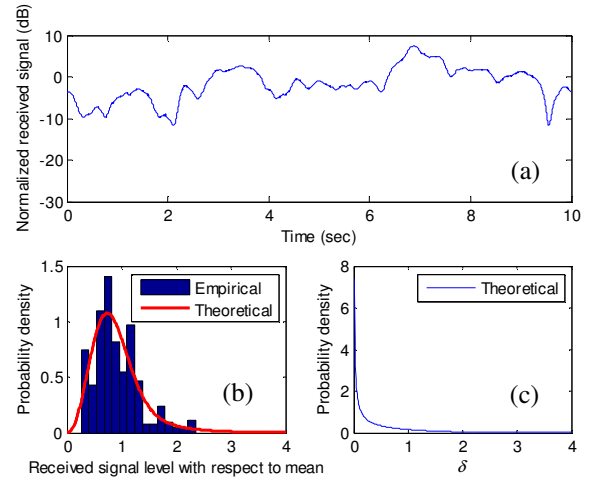 Normalized received signal (dB)
10
0
-10
-20
-30
0
2
4
6
8
10
Time (sec)
(a)
Probability density
1.5
1
0.5
0
0
1
2
3
4
Empirical
Theoretical
(b)
Received signal level with respect to mean
Probability density
8
6
4
2
0
0
1
2
3
4
Theoretical
(c)
δ